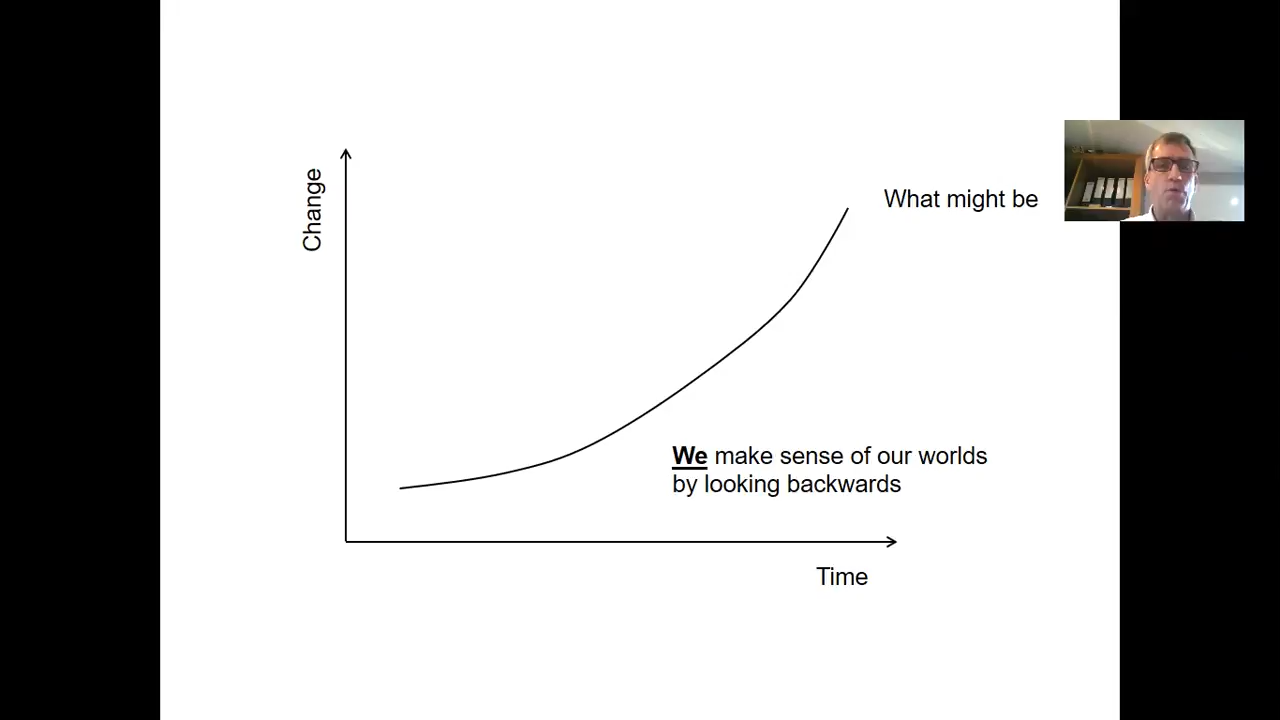 Change
What might be
We make sense of our worlds
by looking backwards
Time